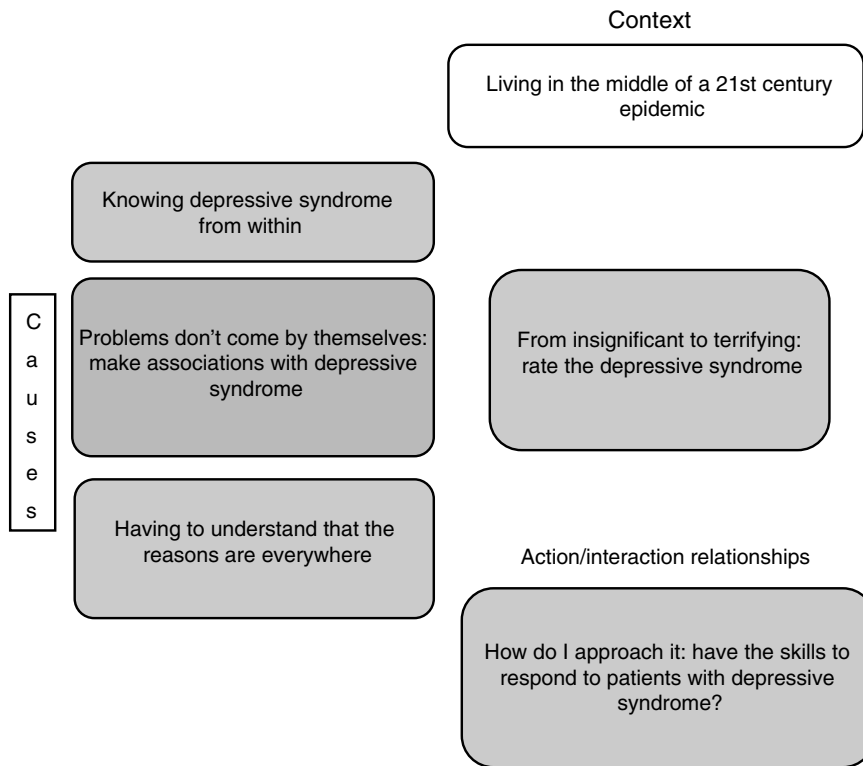 Context
Living in the middle of a 21st century
epidemic
Knowing depressive syndrome
from within
Causes
Problems don't come by themselves:
make associations with depressive
syndrome
From insignificant to terrifying:
rate the depressive syndrome
Having to understand that the
reasons are everywhere
Action/interaction relationships
How do I approach it: have the skills to
respond to patients with depressive
syndrome?